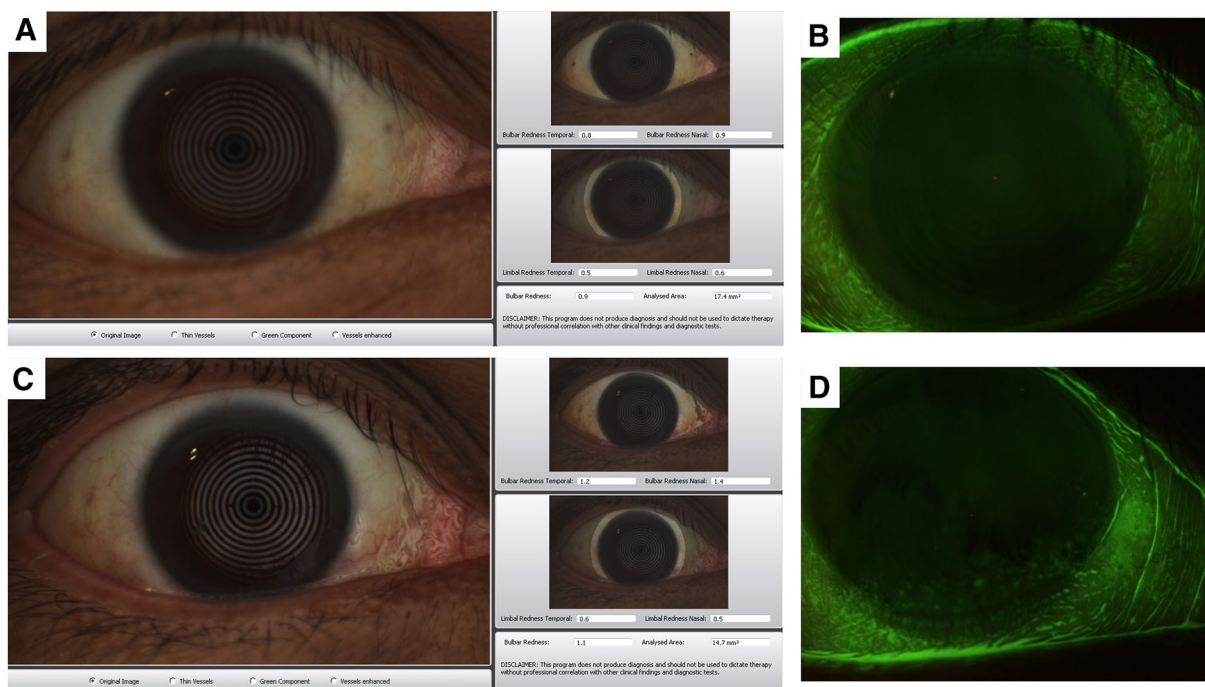 A
Bulbar Redness Temporal: 0.8 Bulbar Redness Nasal: 0.9
Limbal Redness Temporal: 0.5 Limbal Redness Nasal: 0.6
Bulbar Redness: 0.9 Analysed Area: 17.4 mm²
DISCLAIMER: This program does not produce diagnosis and should not be used to dictate therapy
without professional correlation with other clinical findings and diagnostic tests.
Original Image Thin Vessels Green Component Vessels enhanced
B
C
Bulbar Redness Temporal: 1.2 Bulbar Redness Nasal: 1.4
Limbal Redness Temporal: 0.6 Limbal Redness Nasal: 0.5
Bulbar Redness: 1.1 Analysed Area: 14.7 mm²
DISCLAIMER: This program does not produce diagnosis and should not be used to dictate therapy
without professional correlation with other clinical findings and diagnostic tests.
Original Image Thin Vessels Green Component Vessels enhanced
D